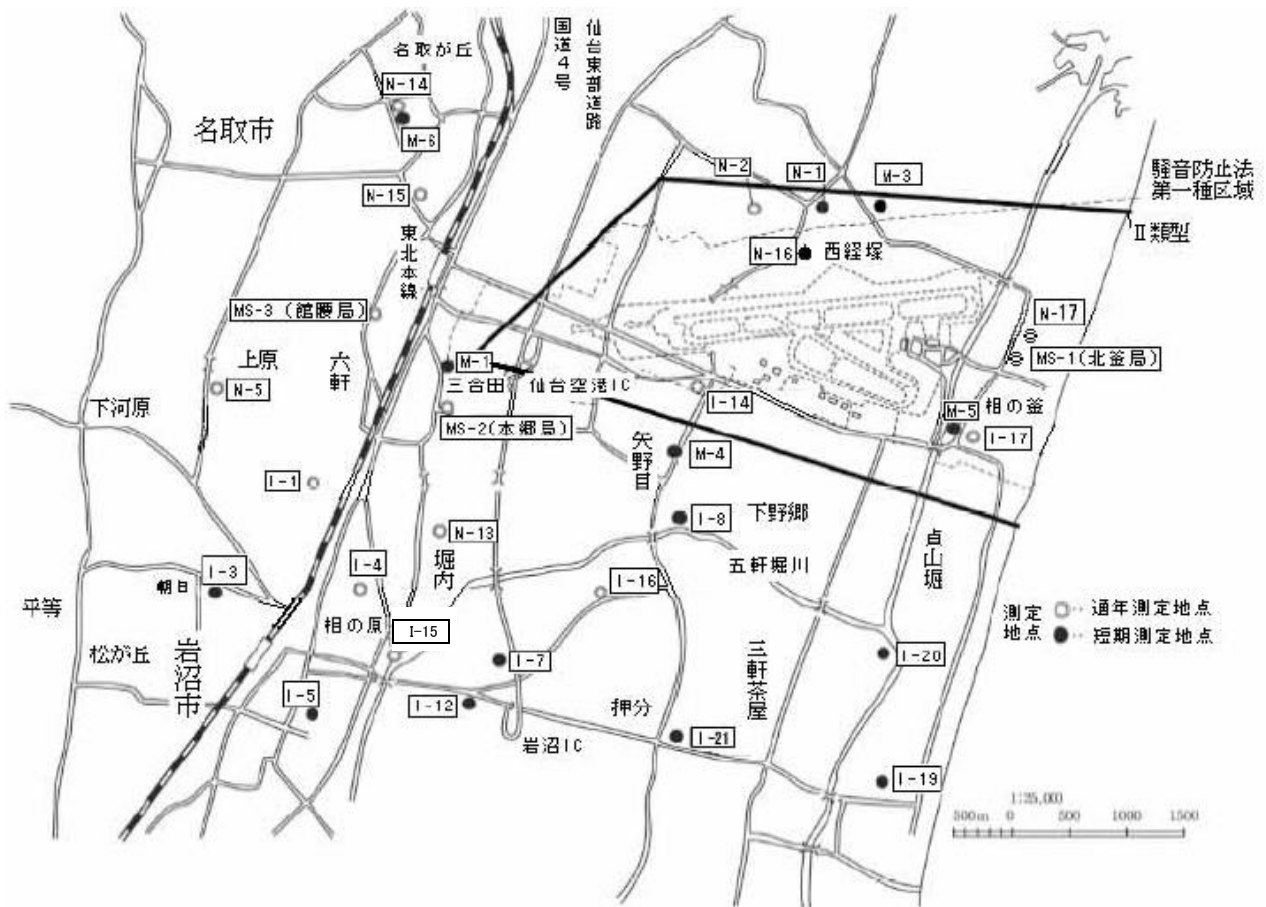 名取が丘
国道4号
仙台東部道路
N-14
M-6
名取市
N-15
N-2
N-1
M-3
騒音防止法
第一種区域
Ⅱ類型
東北本線
N-16
西経塚
N-17
MS-3(館腰局)
MS-1(北釜局)
上原
六軒
M-1
三合田
仙台空港IC
N-5
I-14
M-5
相の釜
下河原
MS-2(本郷局)
I-17
矢野目
M-4
I-1
I-8
下野郷
N-13
堀内
貞山堀
五軒堀川
I-3
朝日
I-4
I-16
平等
相の原
I-15
測定
地点
通年測定地点
短期測定地点
松が丘
岩沼市
I-7
三軒茶屋
I-20
I-5
I-12
押分
岩沼IC
I-21
I-19
1:25,000
500m 0 500 1000 1500